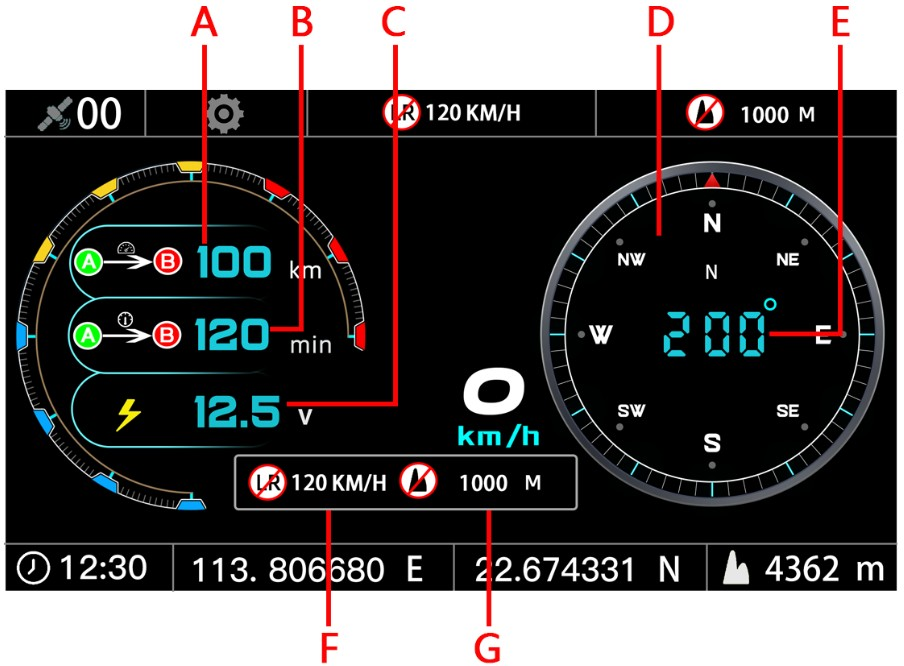 A B C D E
00 LR 120 KM/H 1000 M
A B 100 km
A B 120 min
12.5 v
0
km/h
N
NW NE
N
W 200° E
SW SE
S
LR 120 KM/H 1000 M
12:30 113. 806680 E 22.674331 N 4362 m
F G